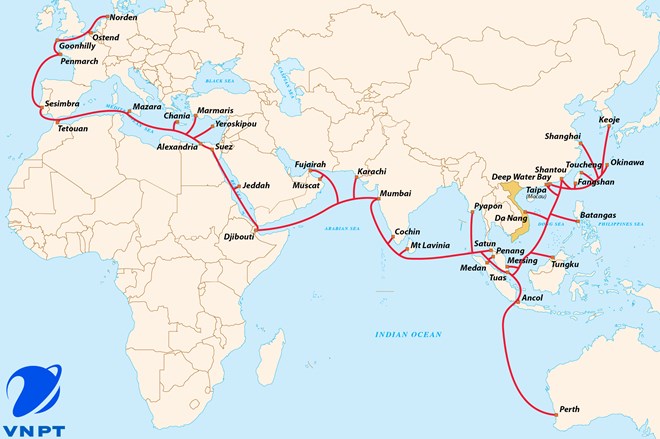 Norden
Ostend
Goonhilly
Penmarch
BLACK SEA
CASPIAN SEA
Sesimbra
Mazara
MEDITERRANEAN SEA
Marmaris
Chania
Yeroskipou
Tetouan
Alexandria
Suez
Keoje
Shanghai
Fujairah
Karachi
Shantou
Toucheng
Okinawa
Deep Water Bay
Jeddah
Muscat
Mumbai
Taipa
(Macau)
Fangshan
Pyapon
Da Nang
Batangas
Djibouti
ARABIAN SEA
Cochin
PHILIPPINES SEA
Mt Lavinia
Satun
Penang
Medan
Mersing
Tungku
Tuas
Ancol
INDIAN OCEAN
Perth
VNPT